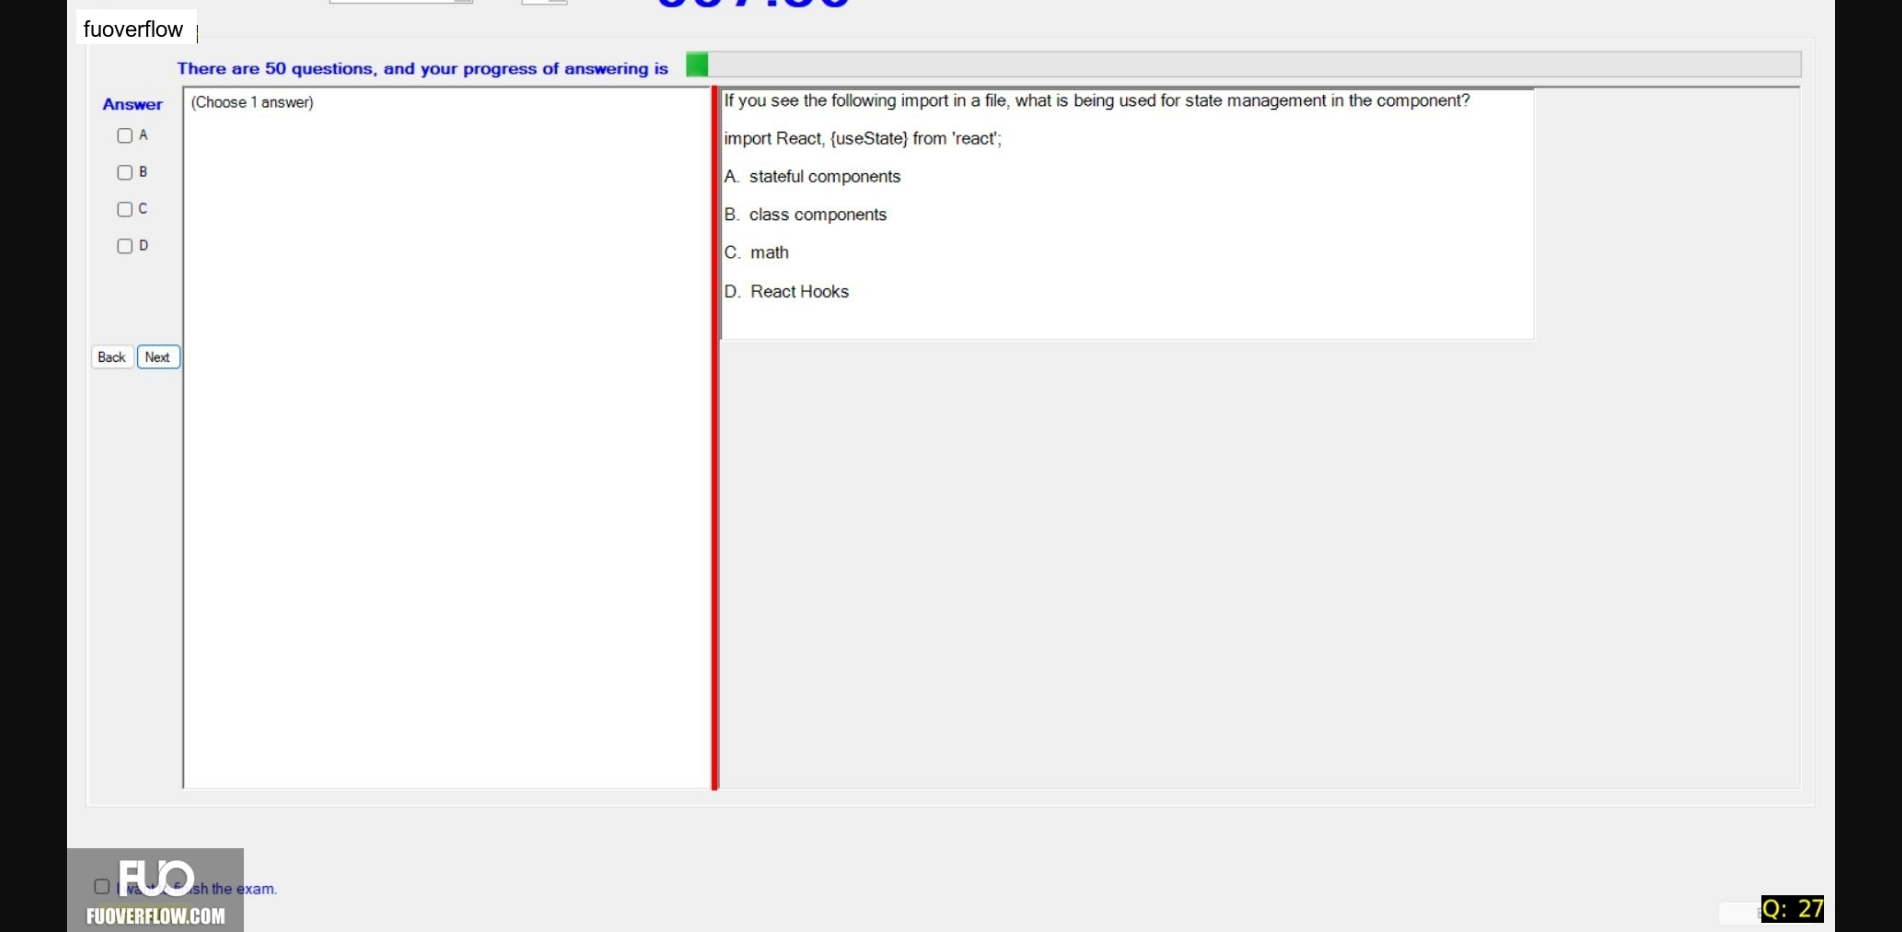 fuoverflow
There are 50 questions, and your progress of answering is
Answer
(Choose 1 answer)
A
B
C
D
Back
Next
If you see the following import in a file, what is being used for state management in the component?
import React, {useState} from 'react';
A. stateful components
B. class components
C. math
D. React Hooks
FUO
I want finish the exam.
FUOVERFLOW.COM
Q: 27